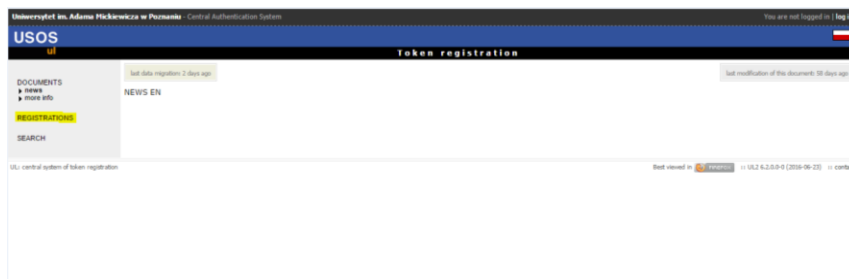 Uniwersytet im. Adama Mickiewicza w Poznaniu - Central Authentication System
You are not logged in | log i
USOS
ul
Token registration
last data migration: 2 days ago
last modification of this document: 58 days ago
DOCUMENTS
news
more info
NEWS EN
REGISTRATIONS
SEARCH
UL: central system of token registration
Best viewed in :: UL2 6.2.0.0-0 (2016-06-23) :: conta